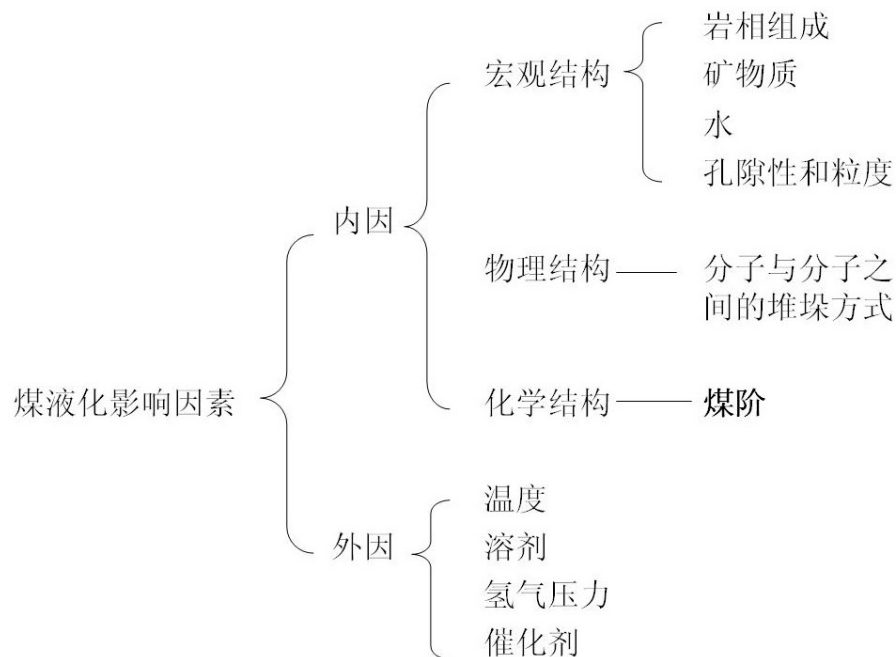 煤液化影响因素
内因
宏观结构
岩相组成
矿物质
水
孔隙性和粒度
物理结构
分子与分子之
间的堆垛方式
化学结构
煤阶
外因
温度
溶剂
氢气压力
催化剂